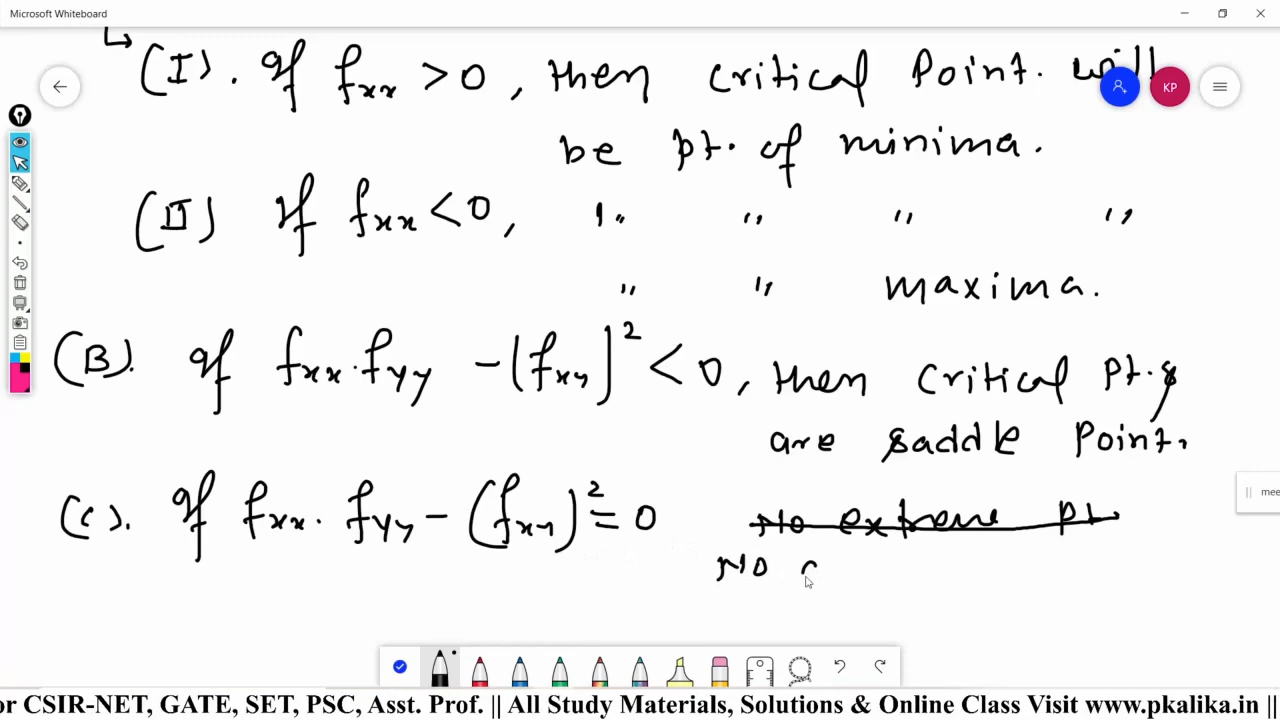 Microsoft Whiteboard
(I). If fxx > 0, then critical Point. will
KP
be pt. of minima.
(II) If fxx < 0, " " " "
" " maxima.
(B). If fxx.fyy - (fxy)² < 0, then critical pt.s
are saddle Point.
(C). If fxx. fyy - (fxy)² = 0 No extreme pt
mee
No
or CSIR-NET, GATE, SET, PSC, Asst. Prof. || All Study Materials, Solutions & Online Class Visit www.pkalika.in ||